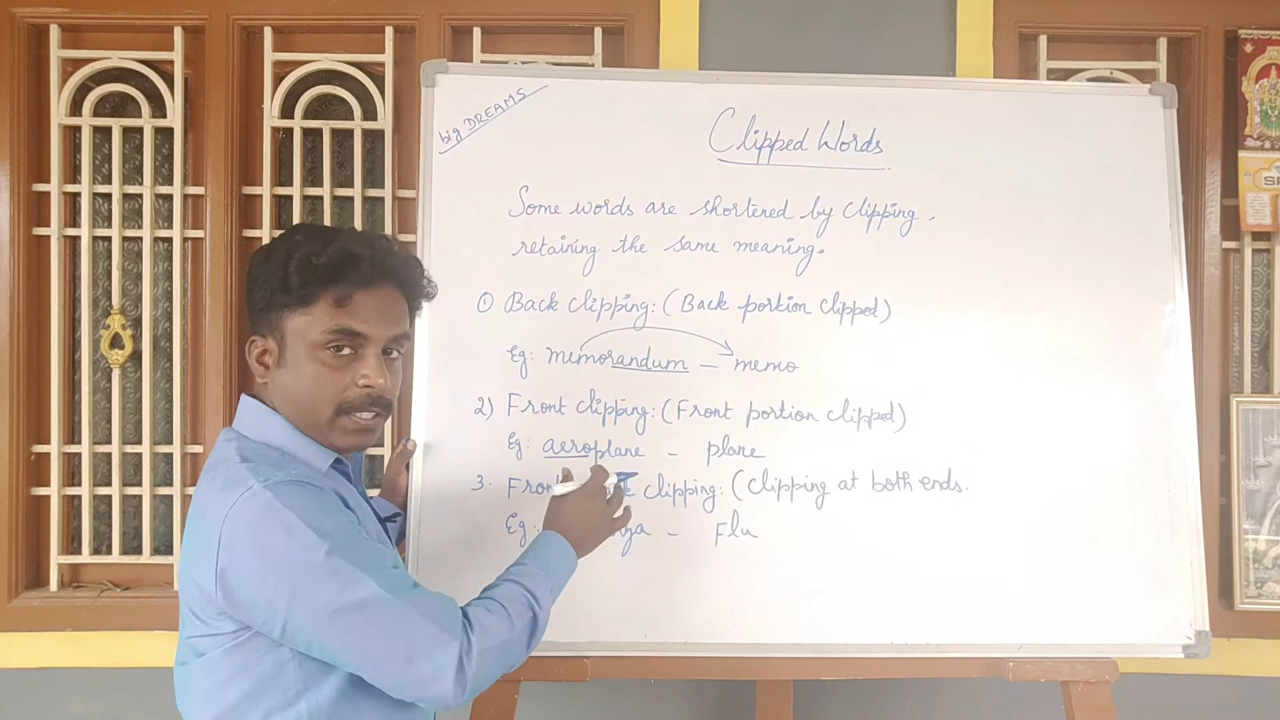 big DREAMS
Clipped Words
Some words are shortened by clipping,
retaining the same meaning.
① Back clipping: (Back portion clipped)
Eg: memorandum – memo
2) Front clipping: (Front portion clipped)
Eg: aeroplane – plane
3. clipping: (Clipping at both ends.
Eg: – Flu